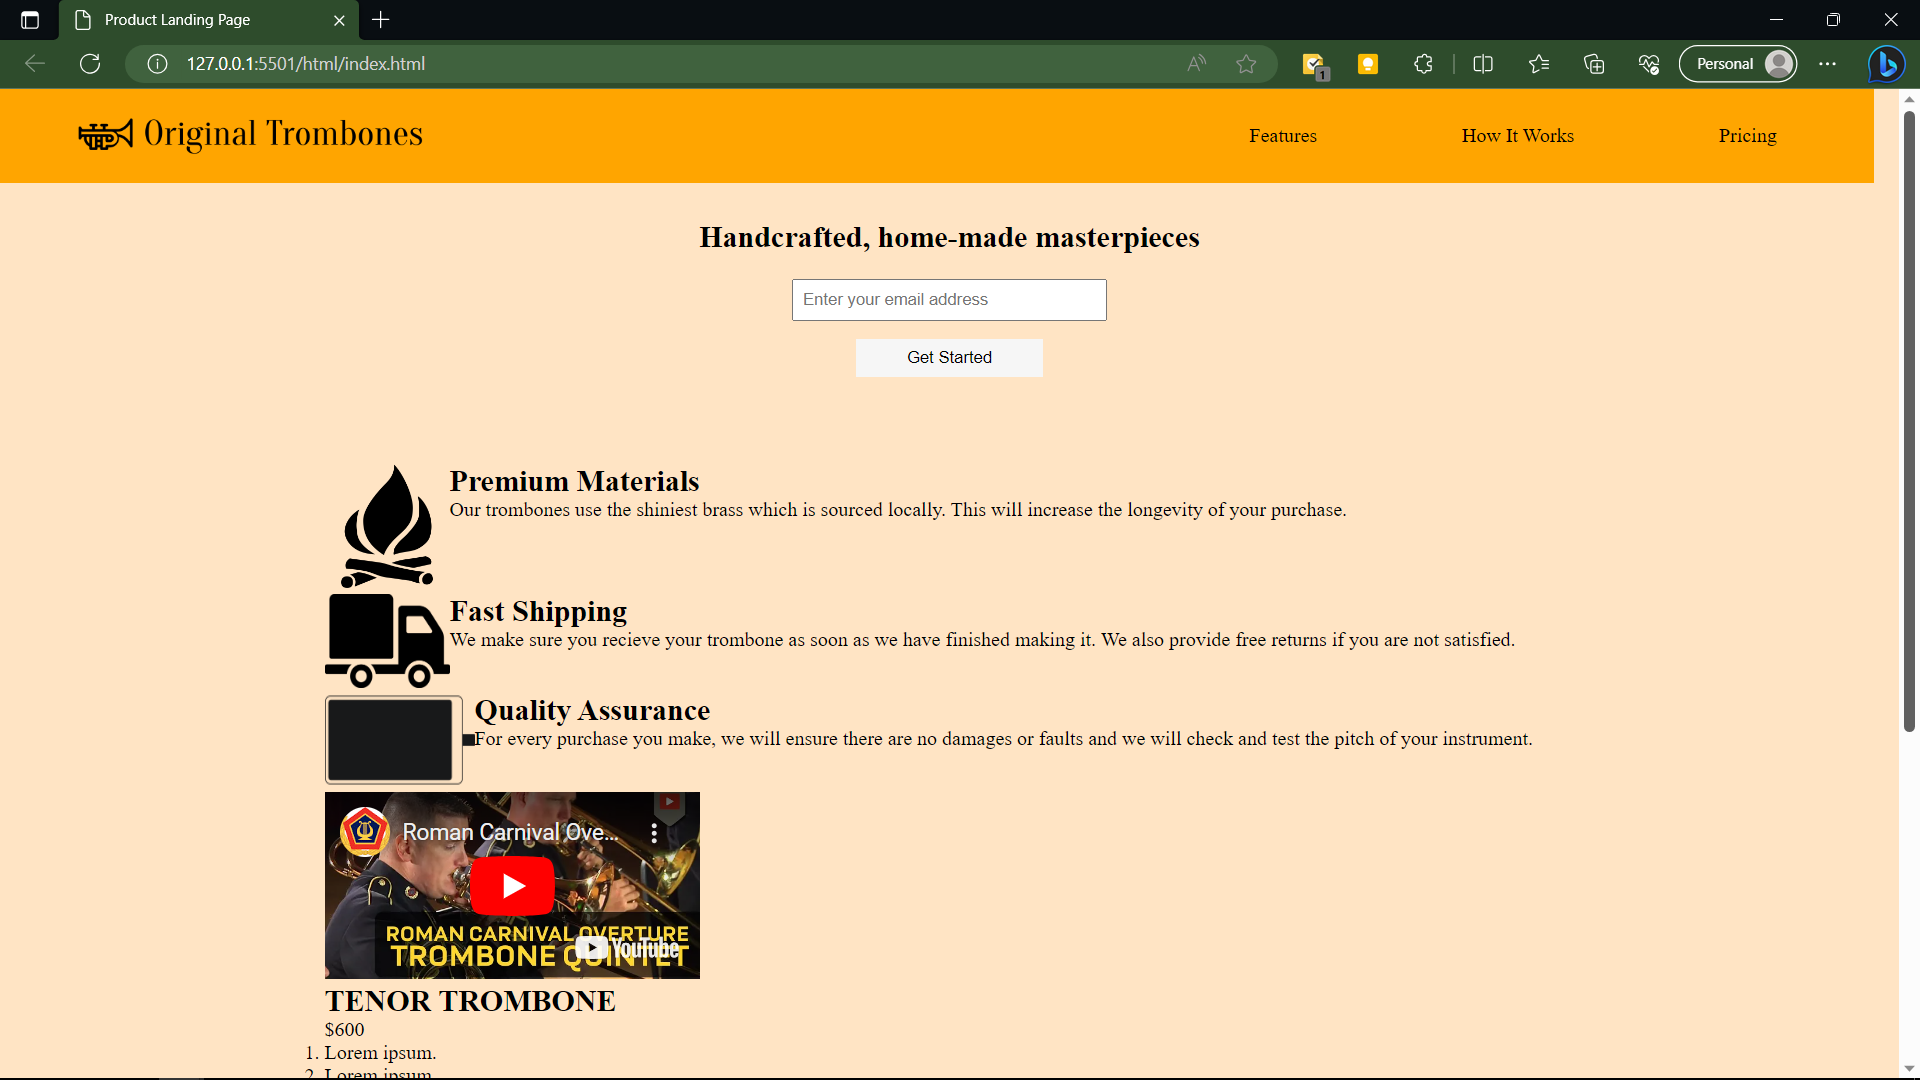 Product Landing Page
127.0.0.1:5501/html/index.html
1
Personal
Original Trombones
Features
How It Works
Pricing
Handcrafted, home-made masterpieces
Enter your email address
Get Started
Premium Materials
Our trombones use the shiniest brass which is sourced locally. This will increase the longevity of your purchase.
Fast Shipping
We make sure you recieve your trombone as soon as we have finished making it. We also provide free returns if you are not satisfied.
Quality Assurance
For every purchase you make, we will ensure there are no damages or faults and we will check and test the pitch of your instrument.
Roman Carnival Ove...
ROMAN CARNIVAL OVERTURE
TROMBONE QUINTET
YouTube
TENOR TROMBONE
$600
1. Lorem ipsum.
2. Lorem ipsum.